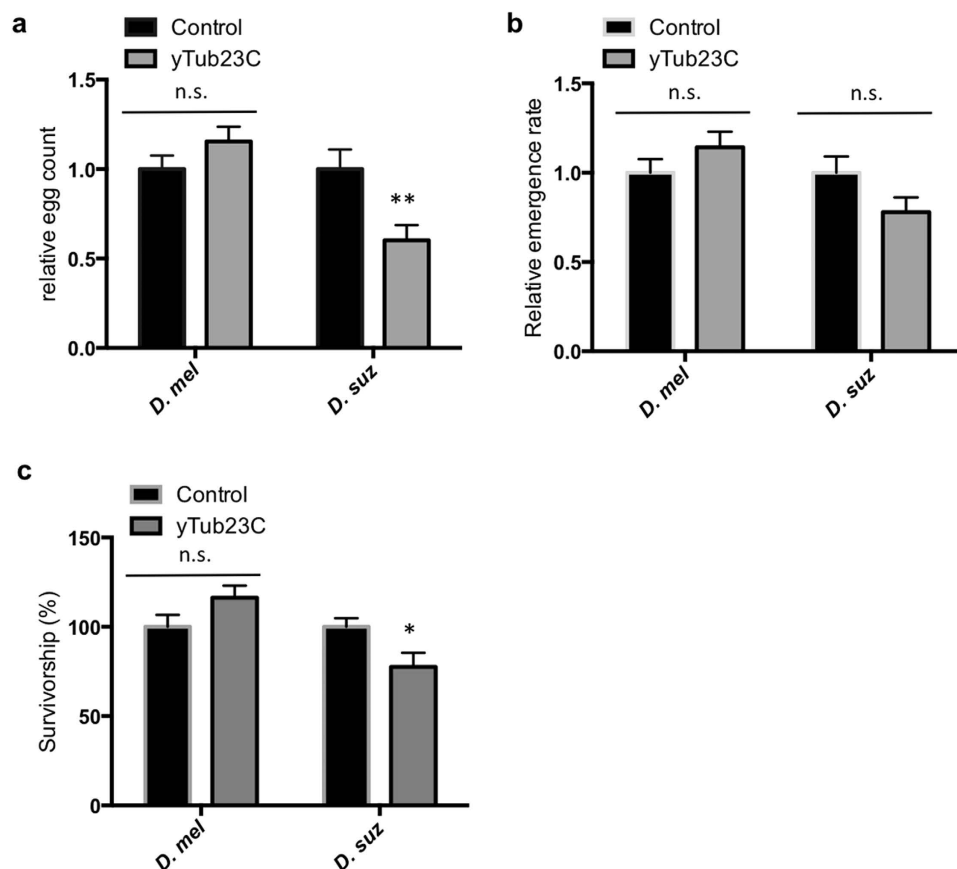 a
Control
yTub23C
n.s.
**
relative egg count
1.5
1.0
0.5
0.0
D. mel
D. suz
b
Control
yTub23C
n.s.
n.s.
Relative emergence rate
1.5
1.0
0.5
0.0
D. mel
D. suz
c
Control
yTub23C
n.s.
*
Survivorship (%)
150
100
50
0
D. mel
D. suz